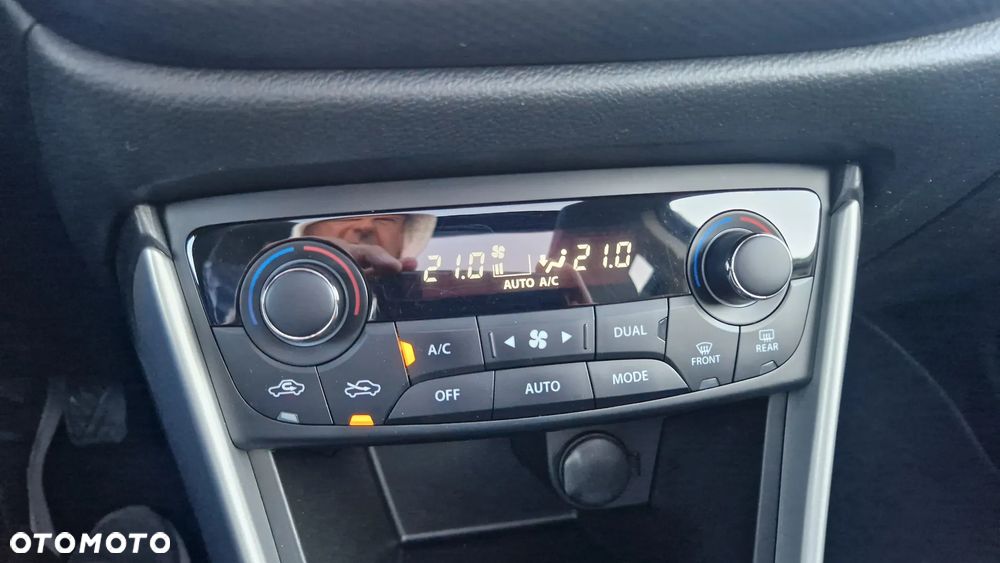 21.0 21.0
AUTO A/C
A/C
DUAL
FRONT
REAR
OFF
AUTO
MODE
OTOMOTO